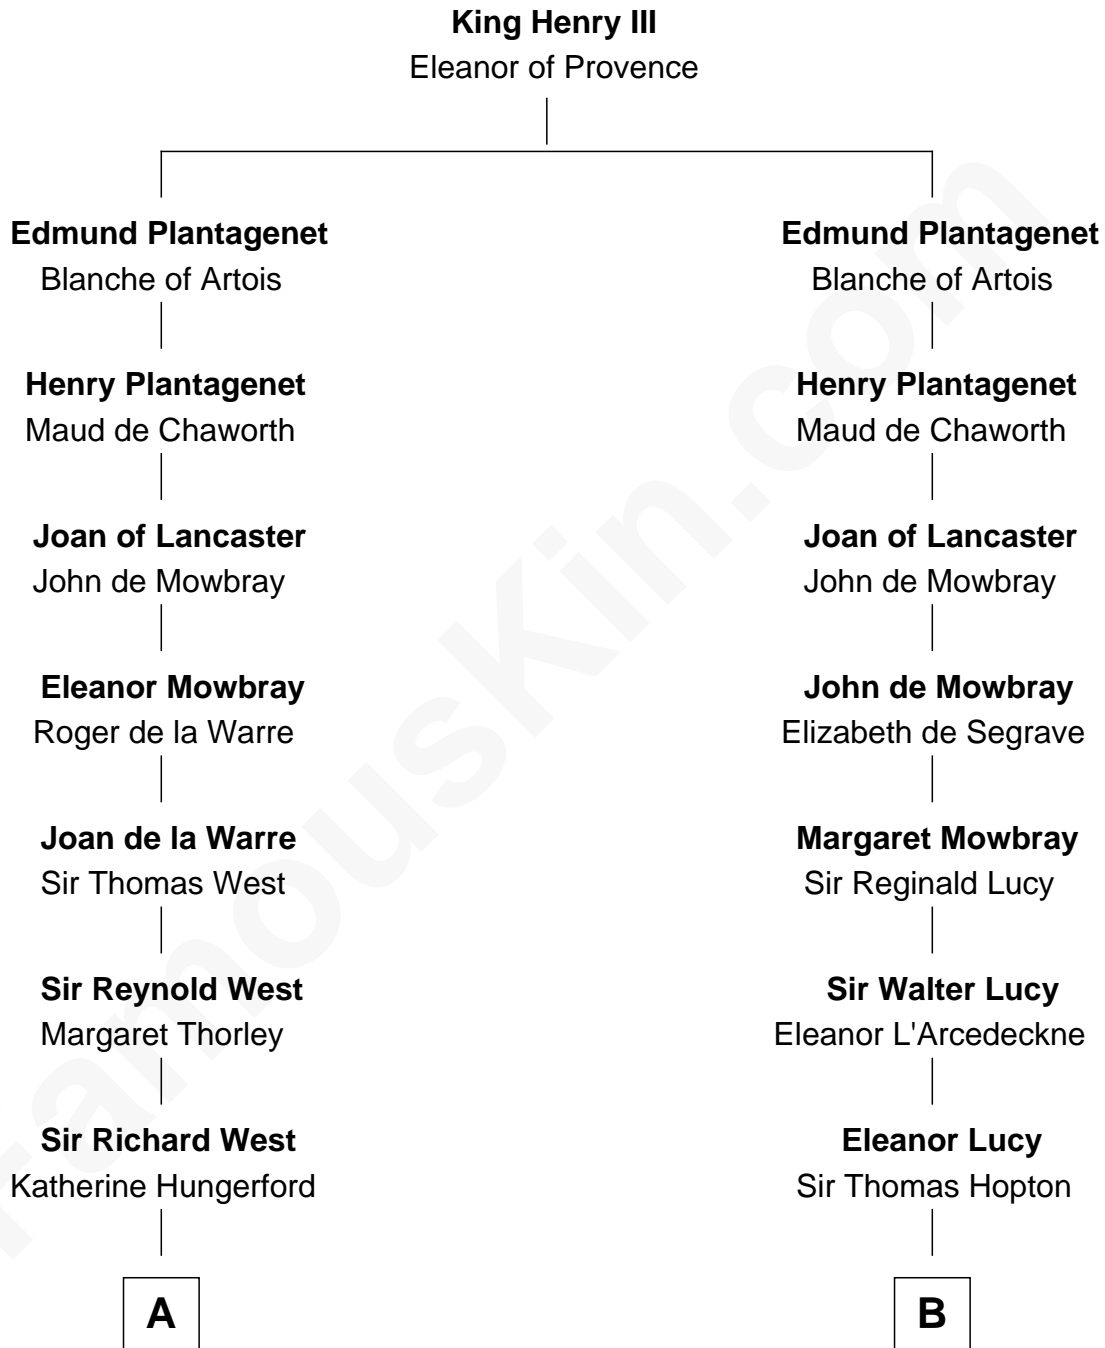 King Henry III
Eleanor of Provence
Edmund Plantagenet
Blanche of Artois
Edmund Plantagenet
Blanche of Artois
Henry Plantagenet
Maud de Chaworth
Henry Plantagenet
Maud de Chaworth
Joan of Lancaster
John de Mowbray
Joan of Lancaster
John de Mowbray
Eleanor Mowbray
Roger de la Warre
John de Mowbray
Elizabeth de Segrave
Joan de la Warre
Sir Thomas West
Margaret Mowbray
Sir Reginald Lucy
Sir Reynold West
Margaret Thorley
Sir Walter Lucy
Eleanor L'Arcedeckne
Sir Richard West
Katherine Hungerford
Eleanor Lucy
Sir Thomas Hopton
A
B
FamousKin.com